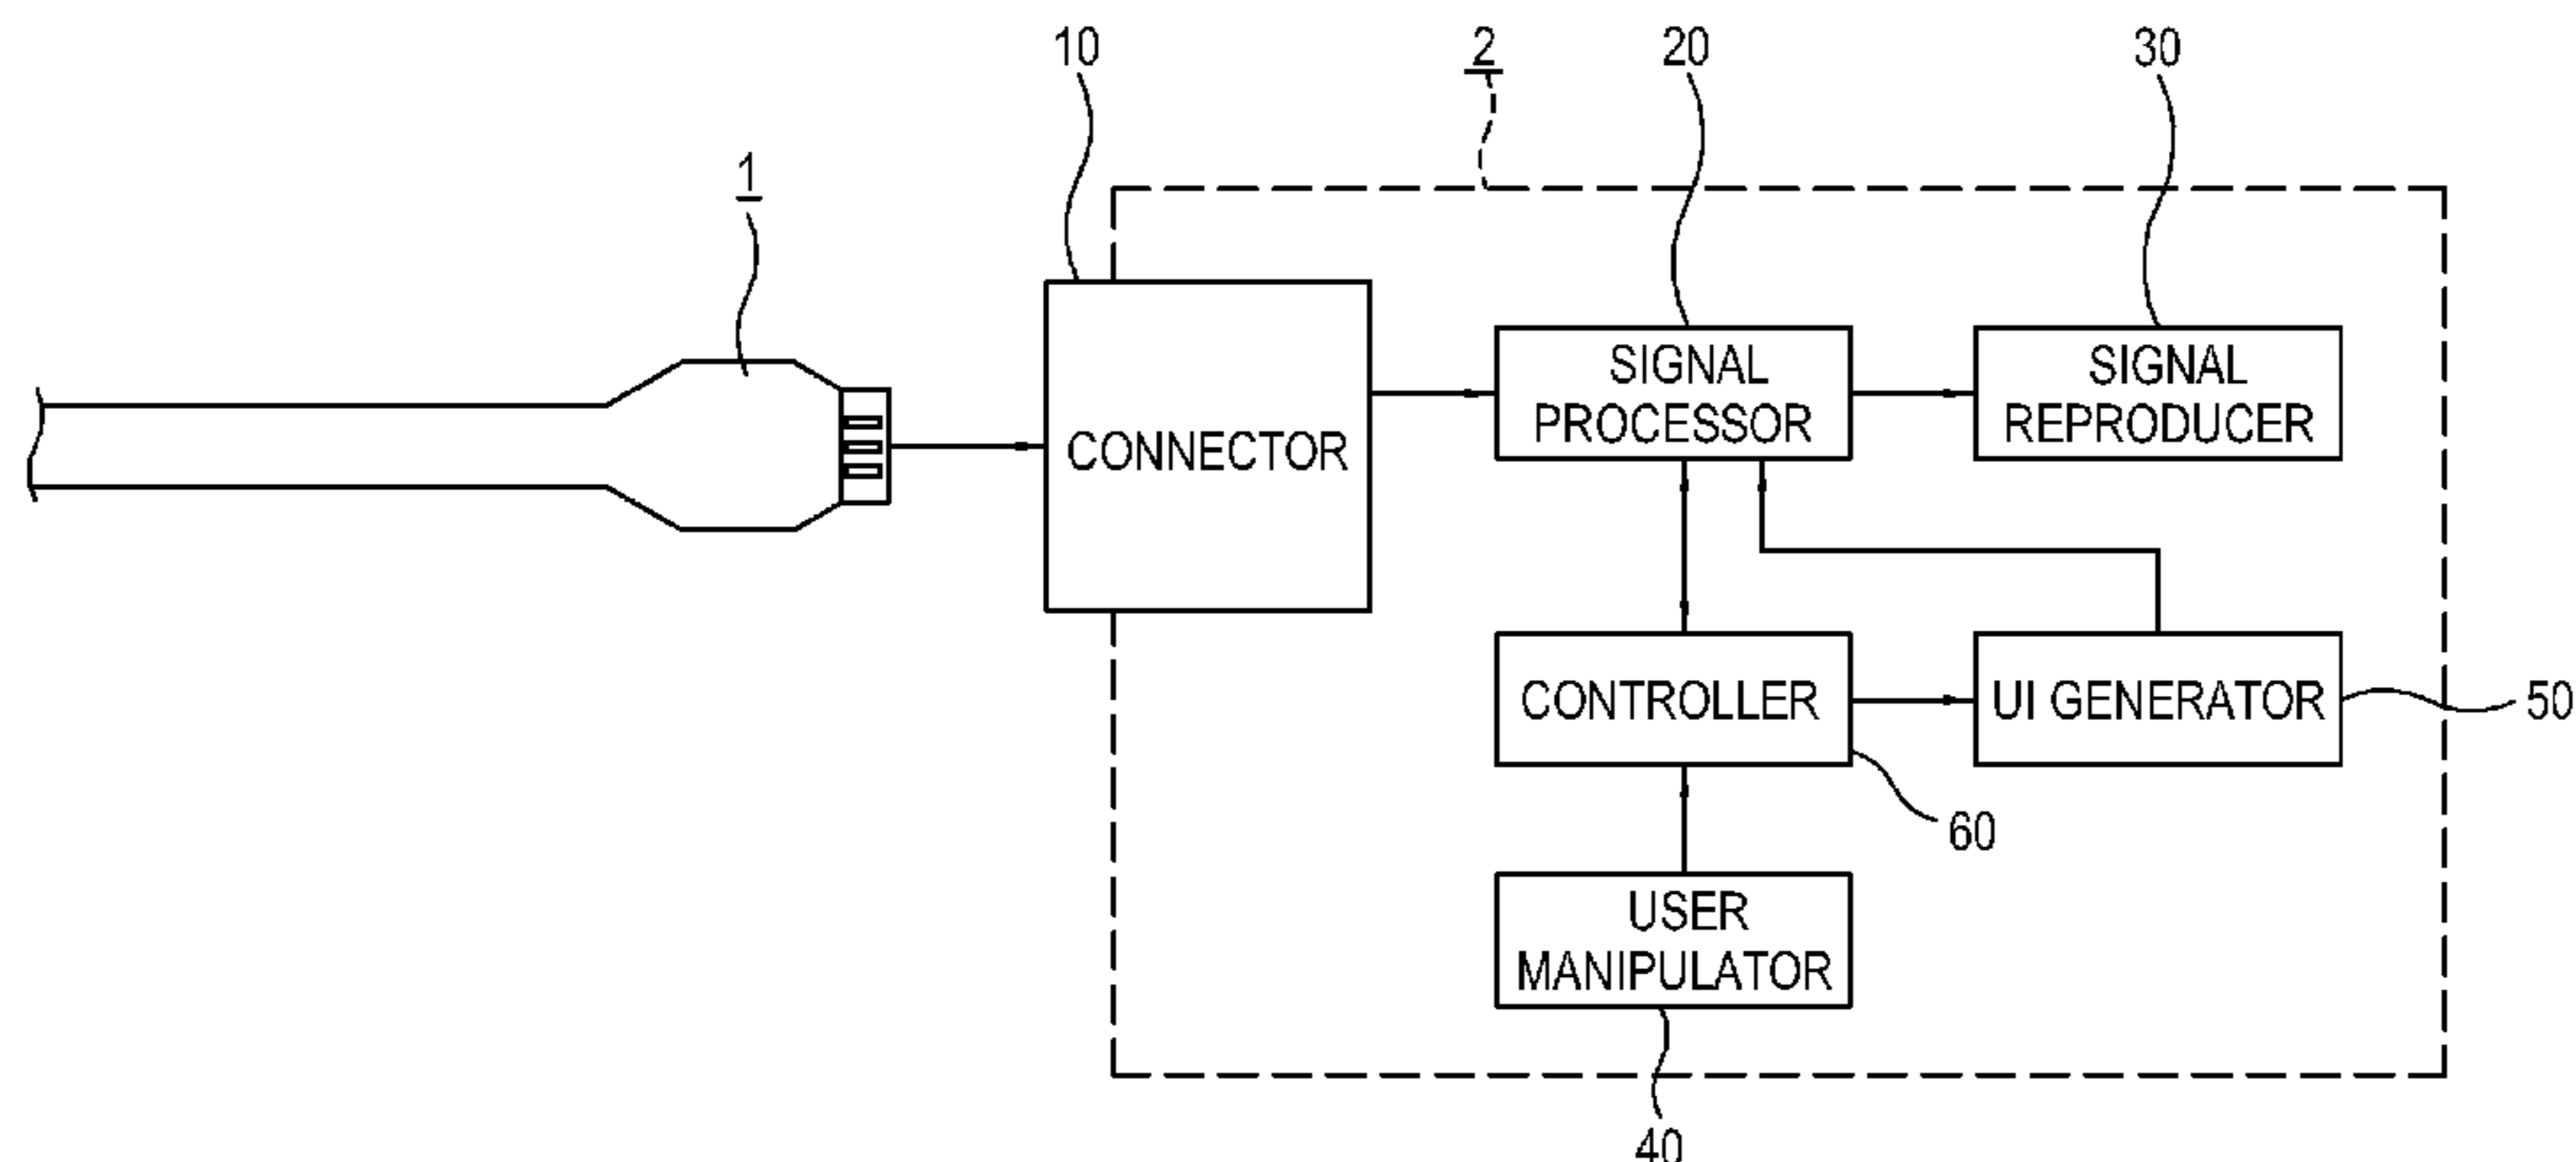 10
2
20
30
1
CONNECTOR
SIGNAL
PROCESSOR
SIGNAL
REPRODUCER
CONTROLLER
UI GENERATOR
50
60
USER
MANIPULATOR
40